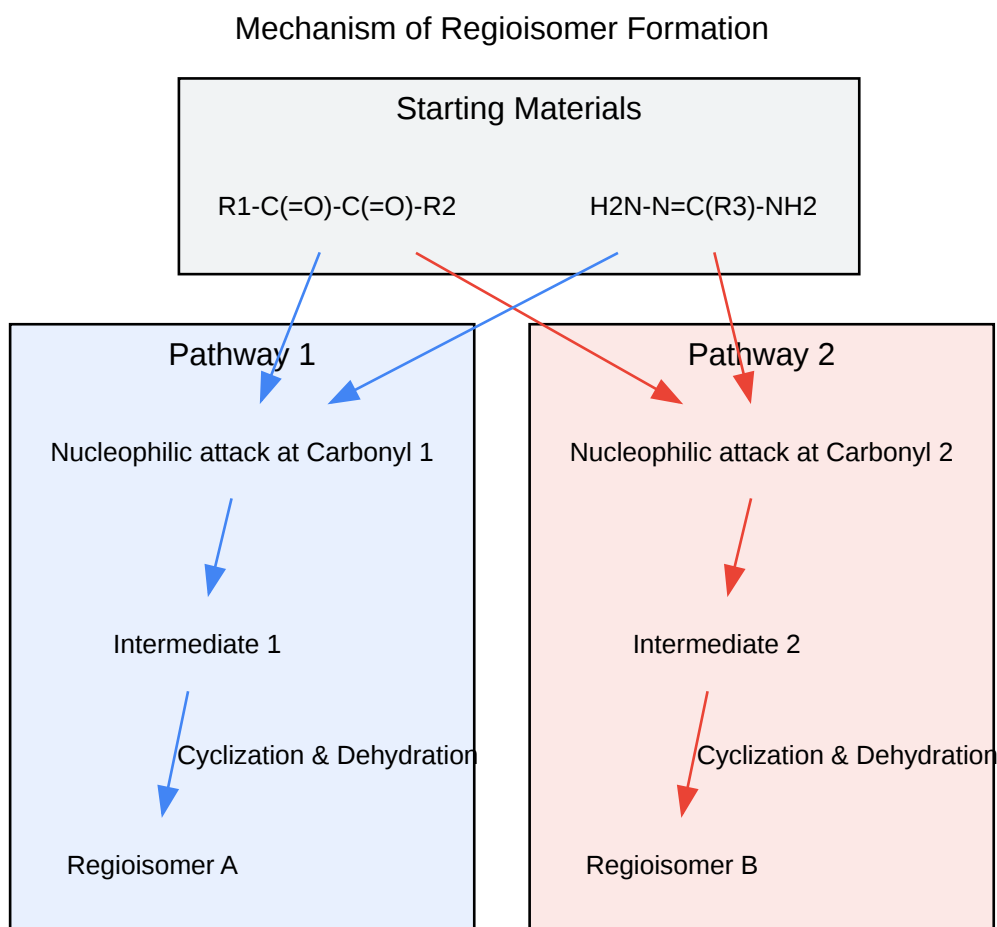 Mechanism of Regioisomer Formation
Starting Materials
R1-C(=O)-C(=O)-R2
H2N-N=C(R3)-NH2
Pathway 1
Nucleophilic attack at Carbonyl 1
Intermediate 1
Cyclization & Dehydration
Regioisomer A
Pathway 2
Nucleophilic attack at Carbonyl 2
Intermediate 2
Cyclization & Dehydration
Regioisomer B